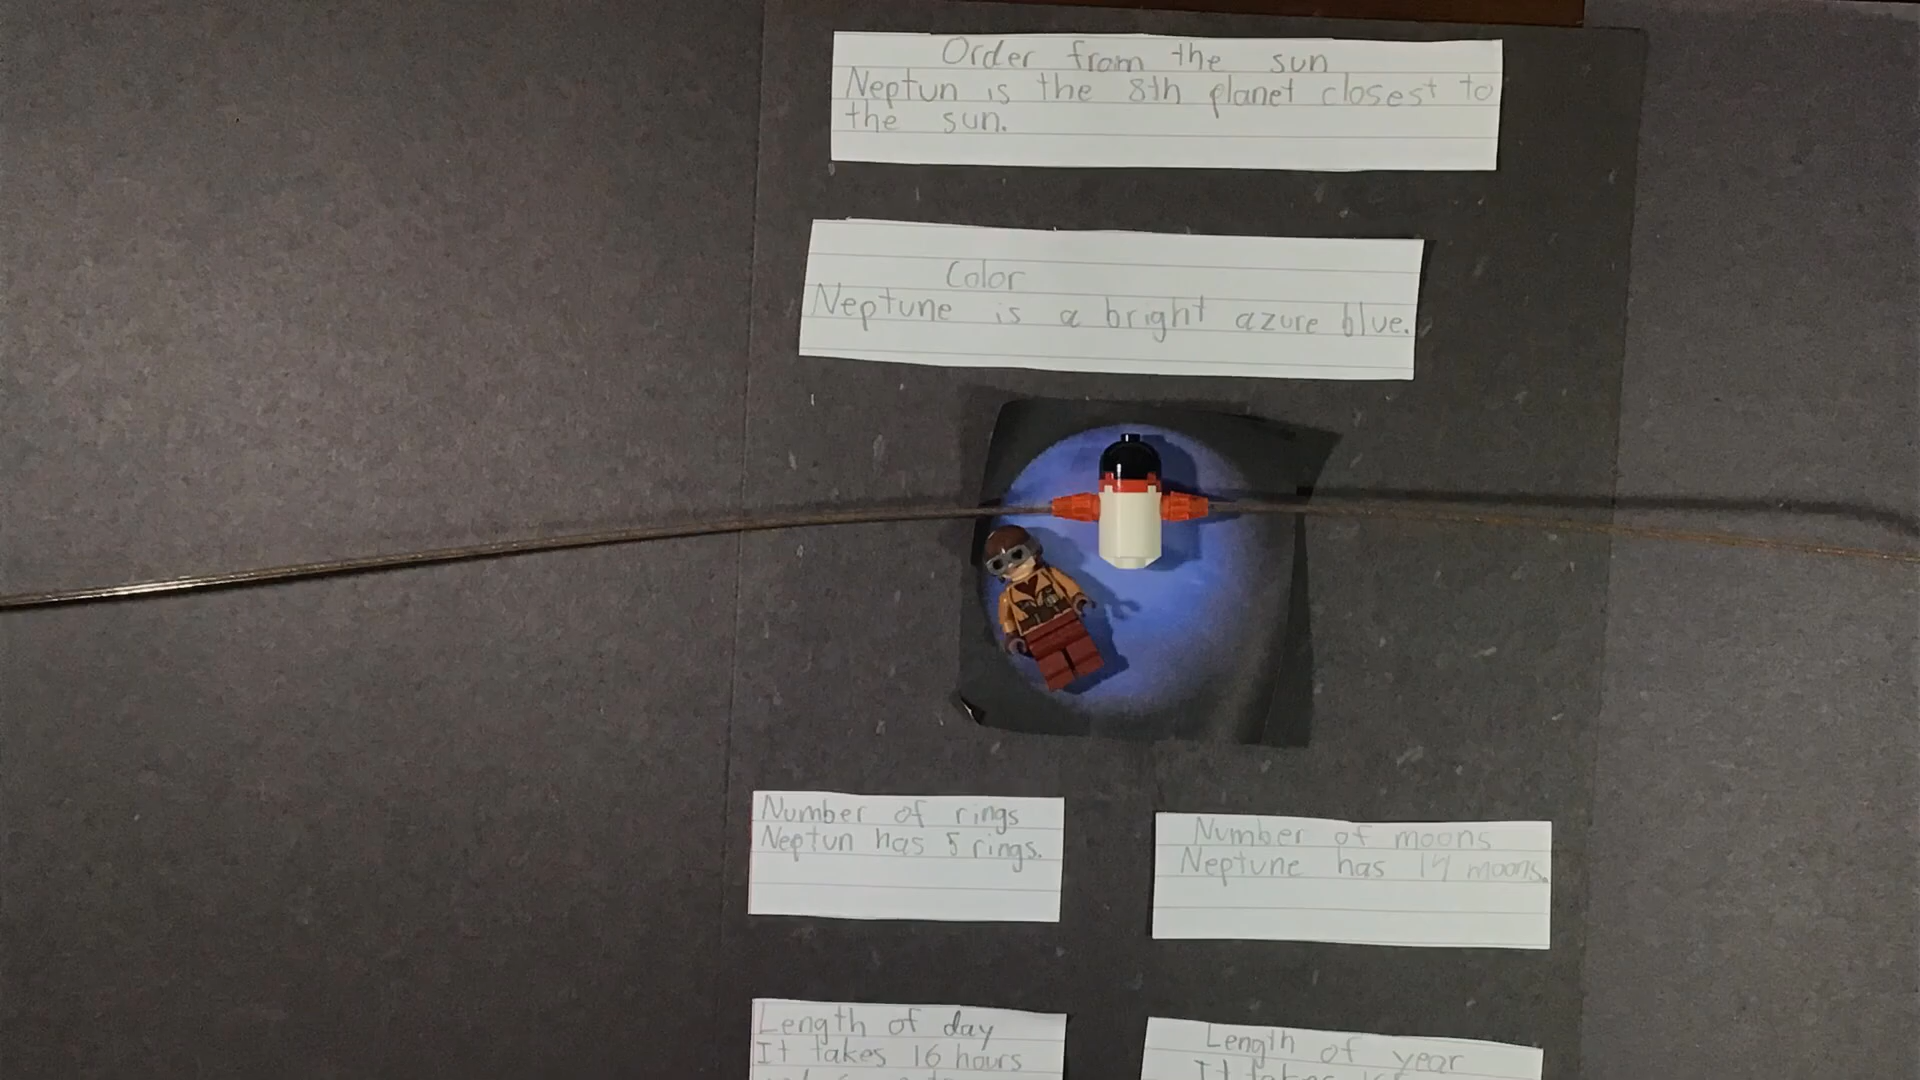 Order from the sun
Neptun is the 8th planet closest to
the sun.
Color
Neptune is a bright azure blue.
Number of rings
Neptun has 5 rings.
Number of moons
Neptune has 14 moons.
Length of day
It takes 16 hours
Length of year
It takes